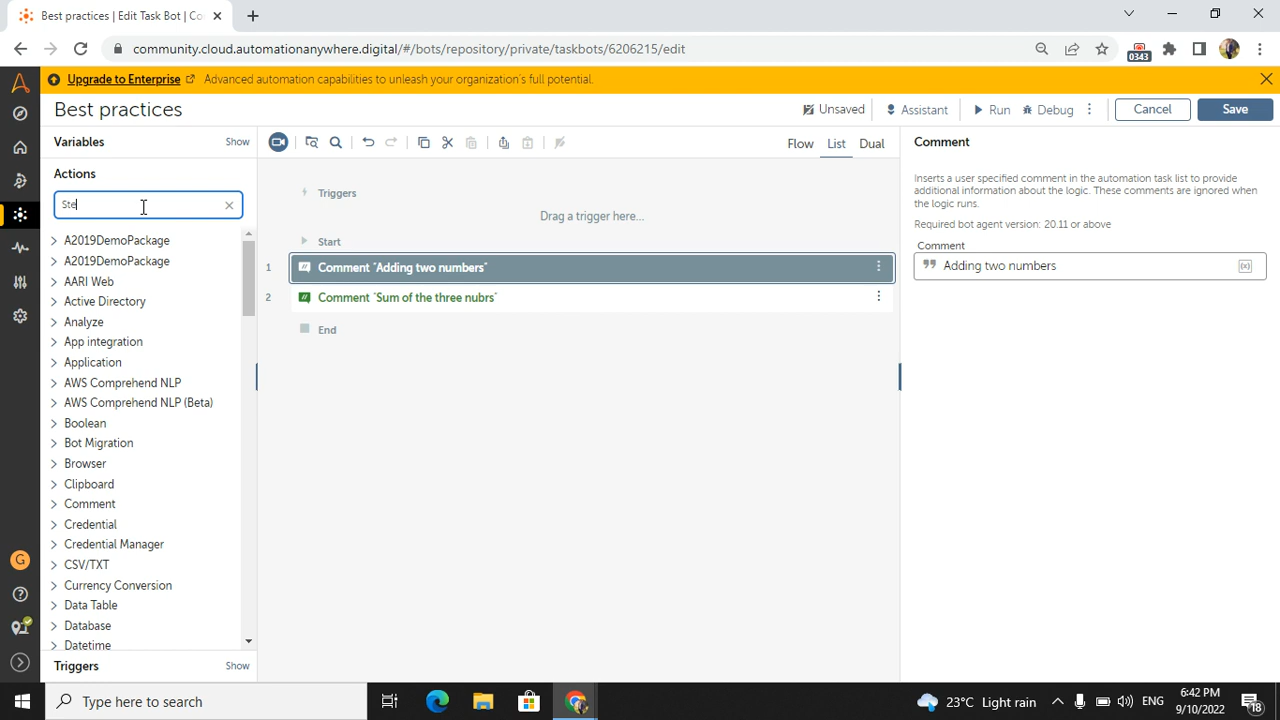 Best practices | Edit Task Bot | Co
community.cloud.automationanywhere.digital/#/bots/repository/private/taskbots/6206215/edit
0343
Upgrade to Enterprise Advanced automation capabilities to unleash your organization's full potential.
Best practices
Unsaved
Assistant
Run
Debug
Cancel
Save
Variables
Show
Flow
List
Dual
Comment
Actions
Ste
A2019DemoPackage
A2019DemoPackage
AARI Web
Active Directory
Analyze
App integration
Application
AWS Comprehend NLP
AWS Comprehend NLP (Beta)
Boolean
Bot Migration
Browser
Clipboard
Comment
Credential
Credential Manager
CSV/TXT
Currency Conversion
Data Table
Database
Datetime
Triggers
Show
Triggers
Drag a trigger here...
Start
1 Comment "Adding two numbers"
2 Comment "Sum of the three nubrs"
End
Inserts a user specified comment in the automation task list to provide
additional information about the logic. These comments are ignored when
the logic runs.
Required bot agent version: 20.11 or above
Comment
Adding two numbers
(x)
G
Type here to search
23°C Light rain
ENG
6:42 PM
9/10/2022
18